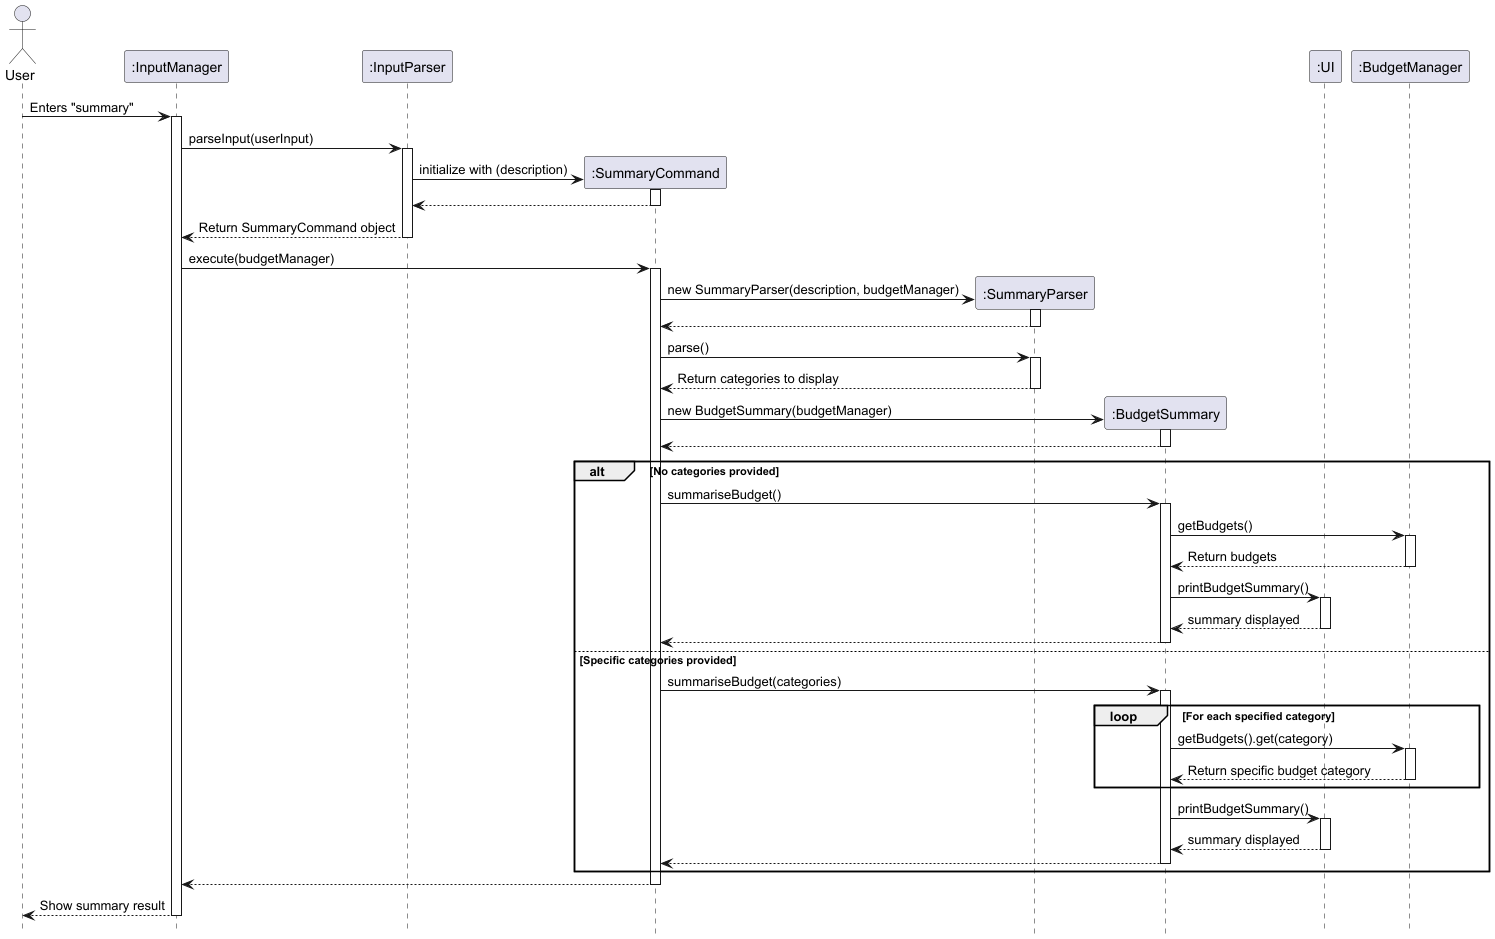 User
:InputManager
:InputParser
:UI
:BudgetManager
Enters "summary"
parseInput(userInput)
initialize with (description)
:SummaryCommand
Return SummaryCommand object
execute(budgetManager)
new SummaryParser(description, budgetManager)
:SummaryParser
parse()
Return categories to display
new BudgetSummary(budgetManager)
:BudgetSummary
alt
[No categories provided]
summariseBudget()
getBudgets()
Return budgets
printBudgetSummary()
summary displayed
[Specific categories provided]
summariseBudget(categories)
loop
[For each specified category]
getBudgets().get(category)
Return specific budget category
printBudgetSummary()
summary displayed
Show summary result